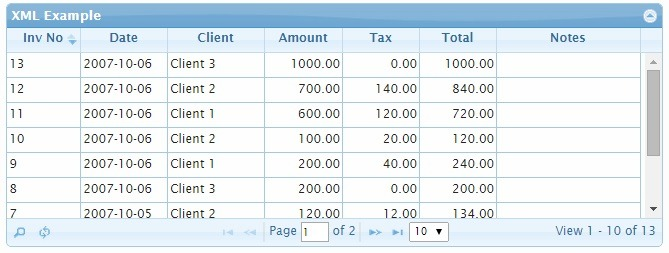 XML Example
Inv No Date Client Amount Tax Total Notes
13 2007-10-06 Client 3 1000.00 0.00 1000.00
12 2007-10-06 Client 2 700.00 140.00 840.00
11 2007-10-06 Client 1 600.00 120.00 720.00
10 2007-10-06 Client 2 100.00 20.00 120.00
9 2007-10-06 Client 1 200.00 40.00 240.00
8 2007-10-06 Client 3 200.00 0.00 200.00
7 2007-10-05 Client 2 120.00 12.00 134.00
Page 1 of 2 10 View 1 - 10 of 13